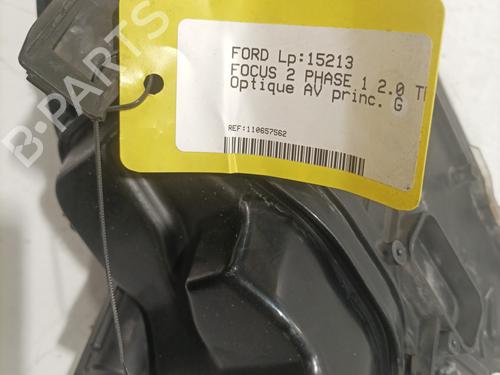 B-PARTS
FORD Lp:15213
FOCUS 2 PHASE 1 2.0 
Optique AV princ. G
REF:110657562